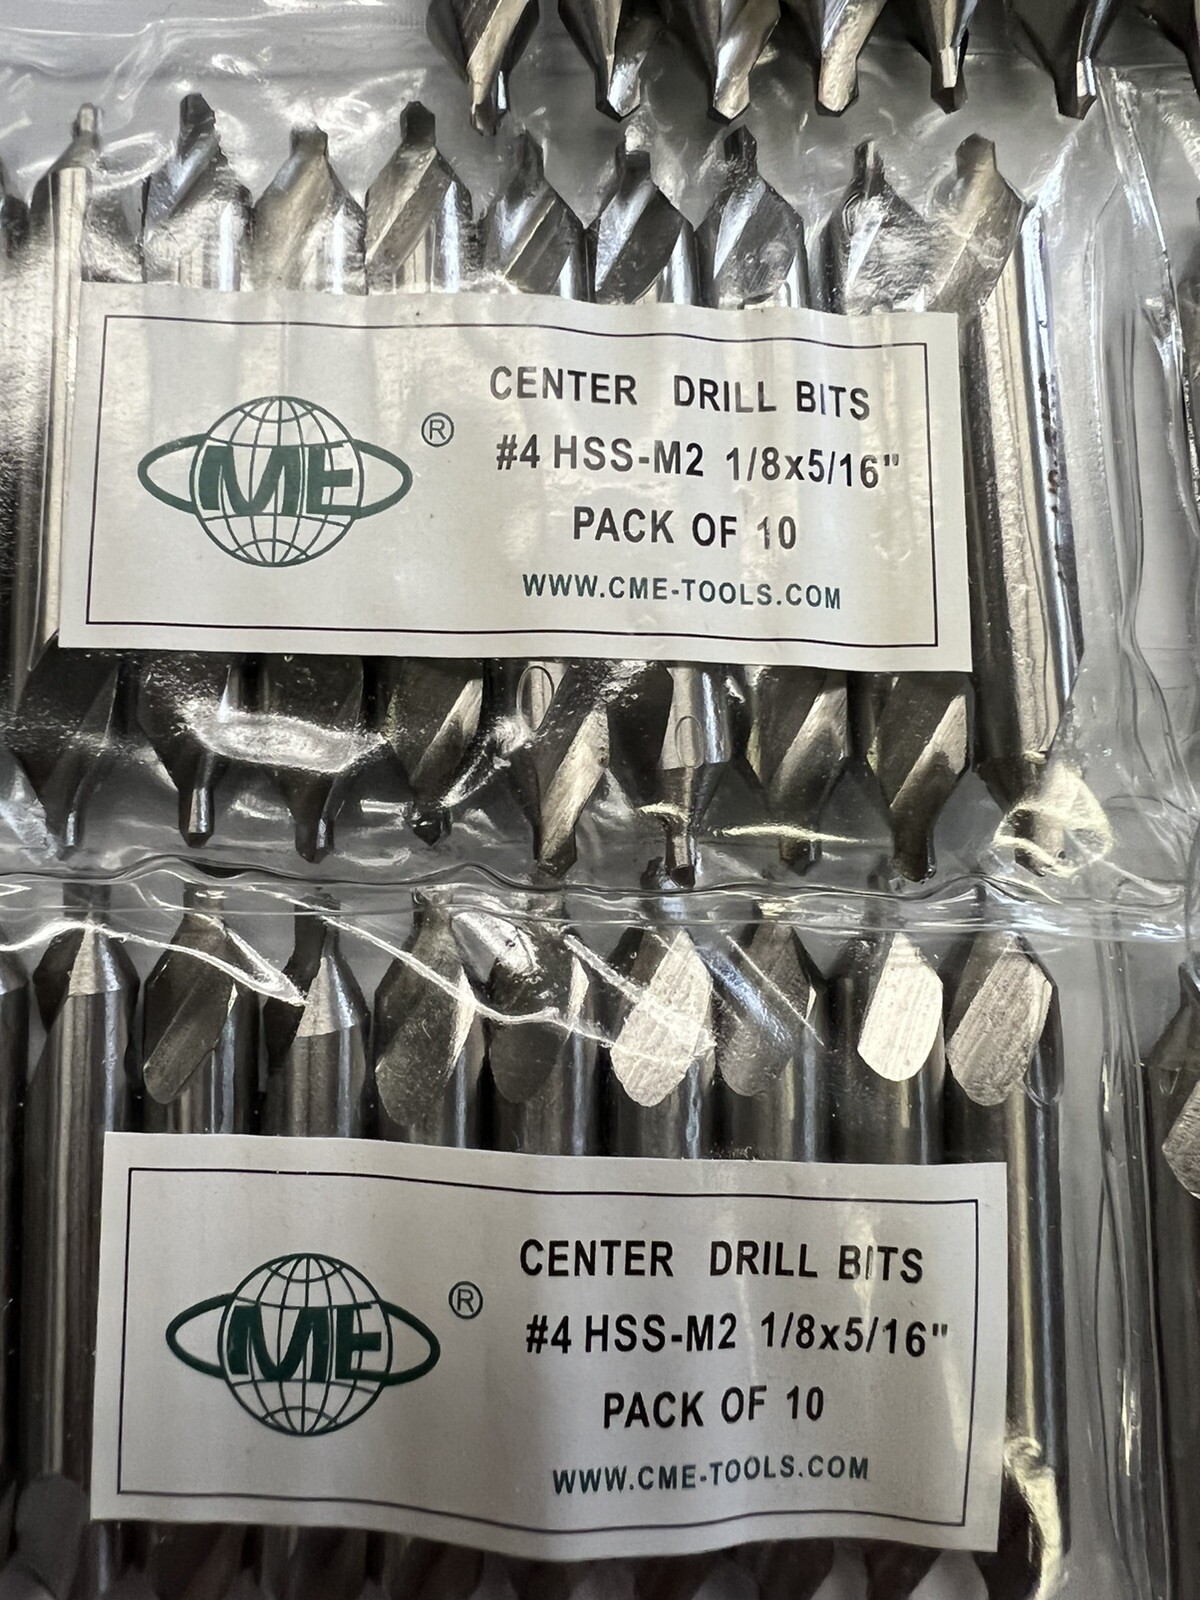 CENTER DRILL BITS
ME ®
#4 HSS-M2 1/8x5/16"
PACK OF 10
WWW.CME-TOOLS.COM
CENTER DRILL BITS
ME ®
#4 HSS-M2 1/8x5/16"
PACK OF 10
WWW.CME-TOOLS.COM